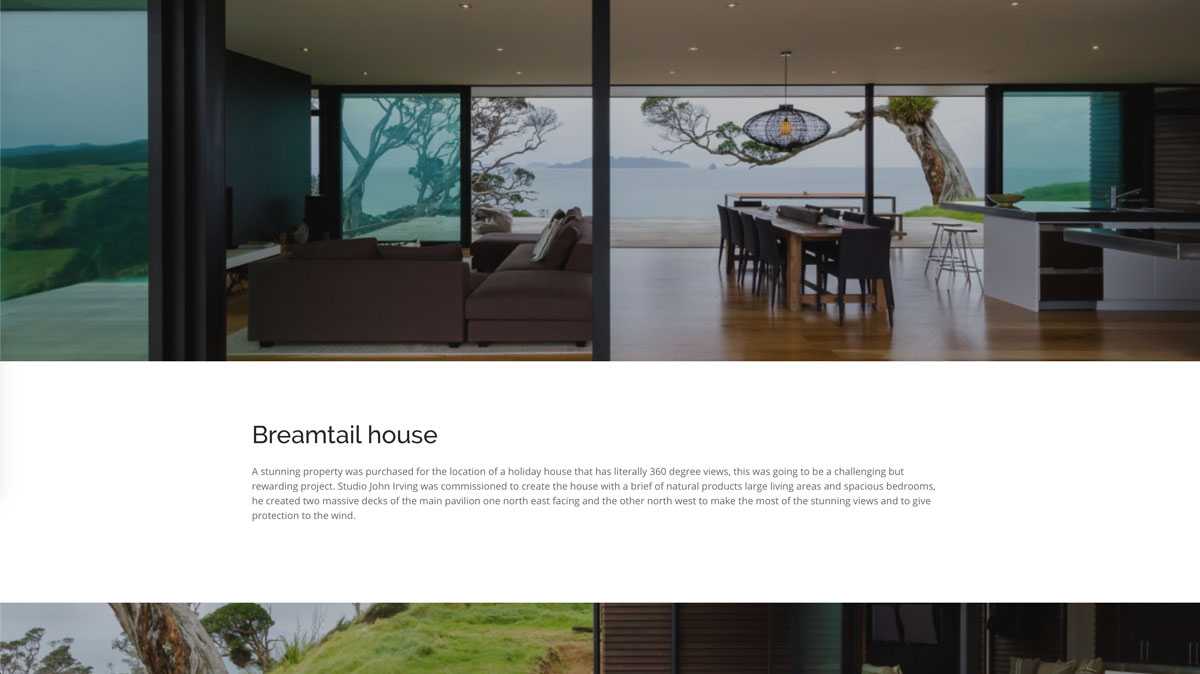 Breamtail house
A stunning property was purchased for the location of a holiday house that has literally 360 degree views, this was going to be a challenging but
rewarding project. Studio John Irving was commissioned to create the house with a brief of natural products large living areas and spacious bedrooms,
he created two massive decks of the main pavilion one north east facing and the other north west to make the most of the stunning views and to give
protection to the wind.